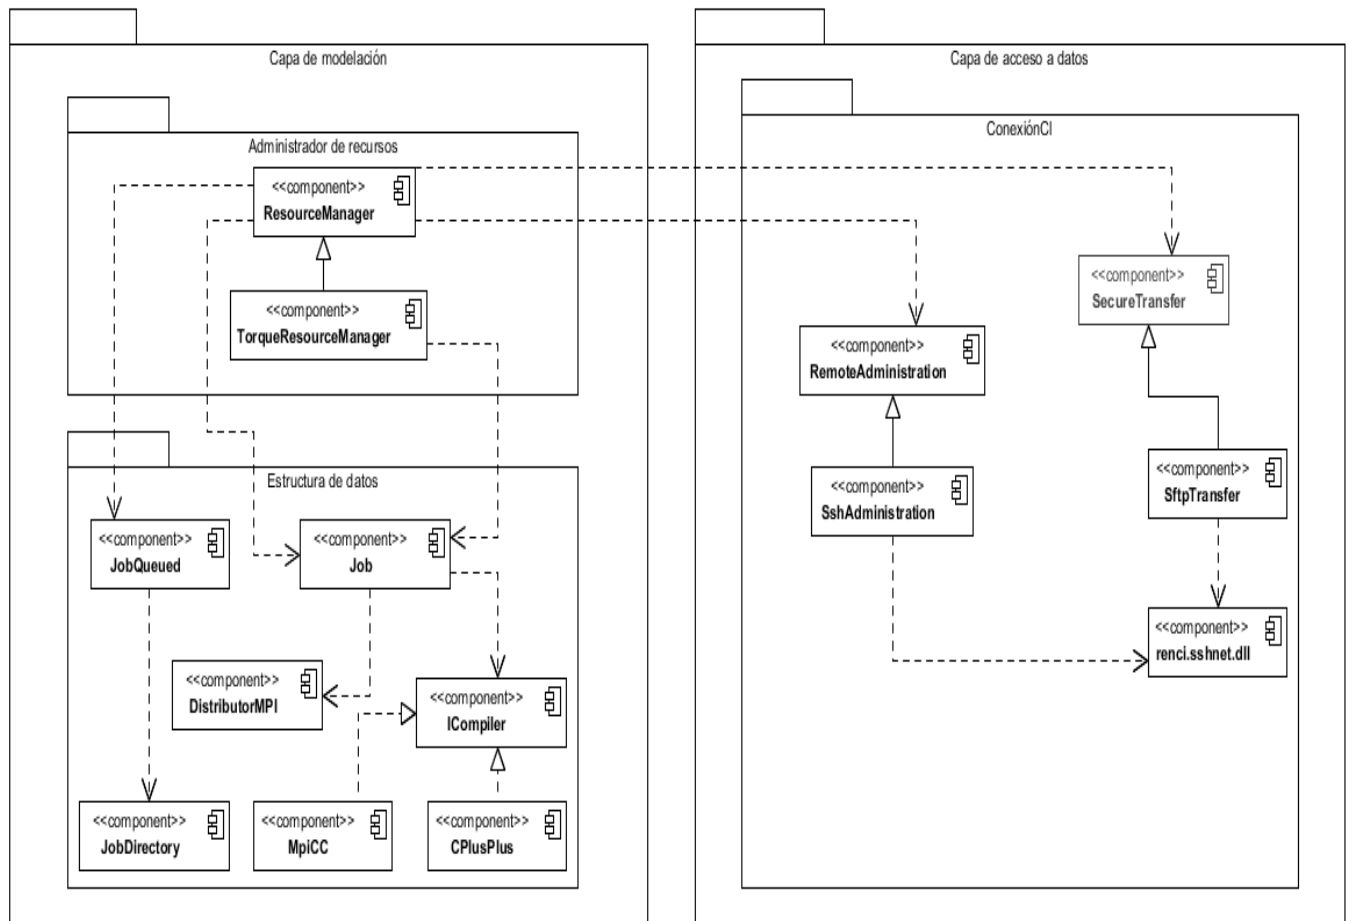 Capa de modelación
Capa de acceso a datos
Administrador de recursos
<<component>>
ResourceManager
<<component>>
TorqueResourceManager
Estructura de datos
<<component>>
JobQueued
<<component>>
Job
<<component>>
DistributorMPI
<<component>>
ICompiler
<<component>>
JobDirectory
<<component>>
MpiCC
<<component>>
CPlusPlus
ConexiónCI
<<component>>
SecureTransfer
<<component>>
RemoteAdministration
<<component>>
SshAdministration
<<component>>
SftpTransfer
<<component>>
renci.sshnet.dll